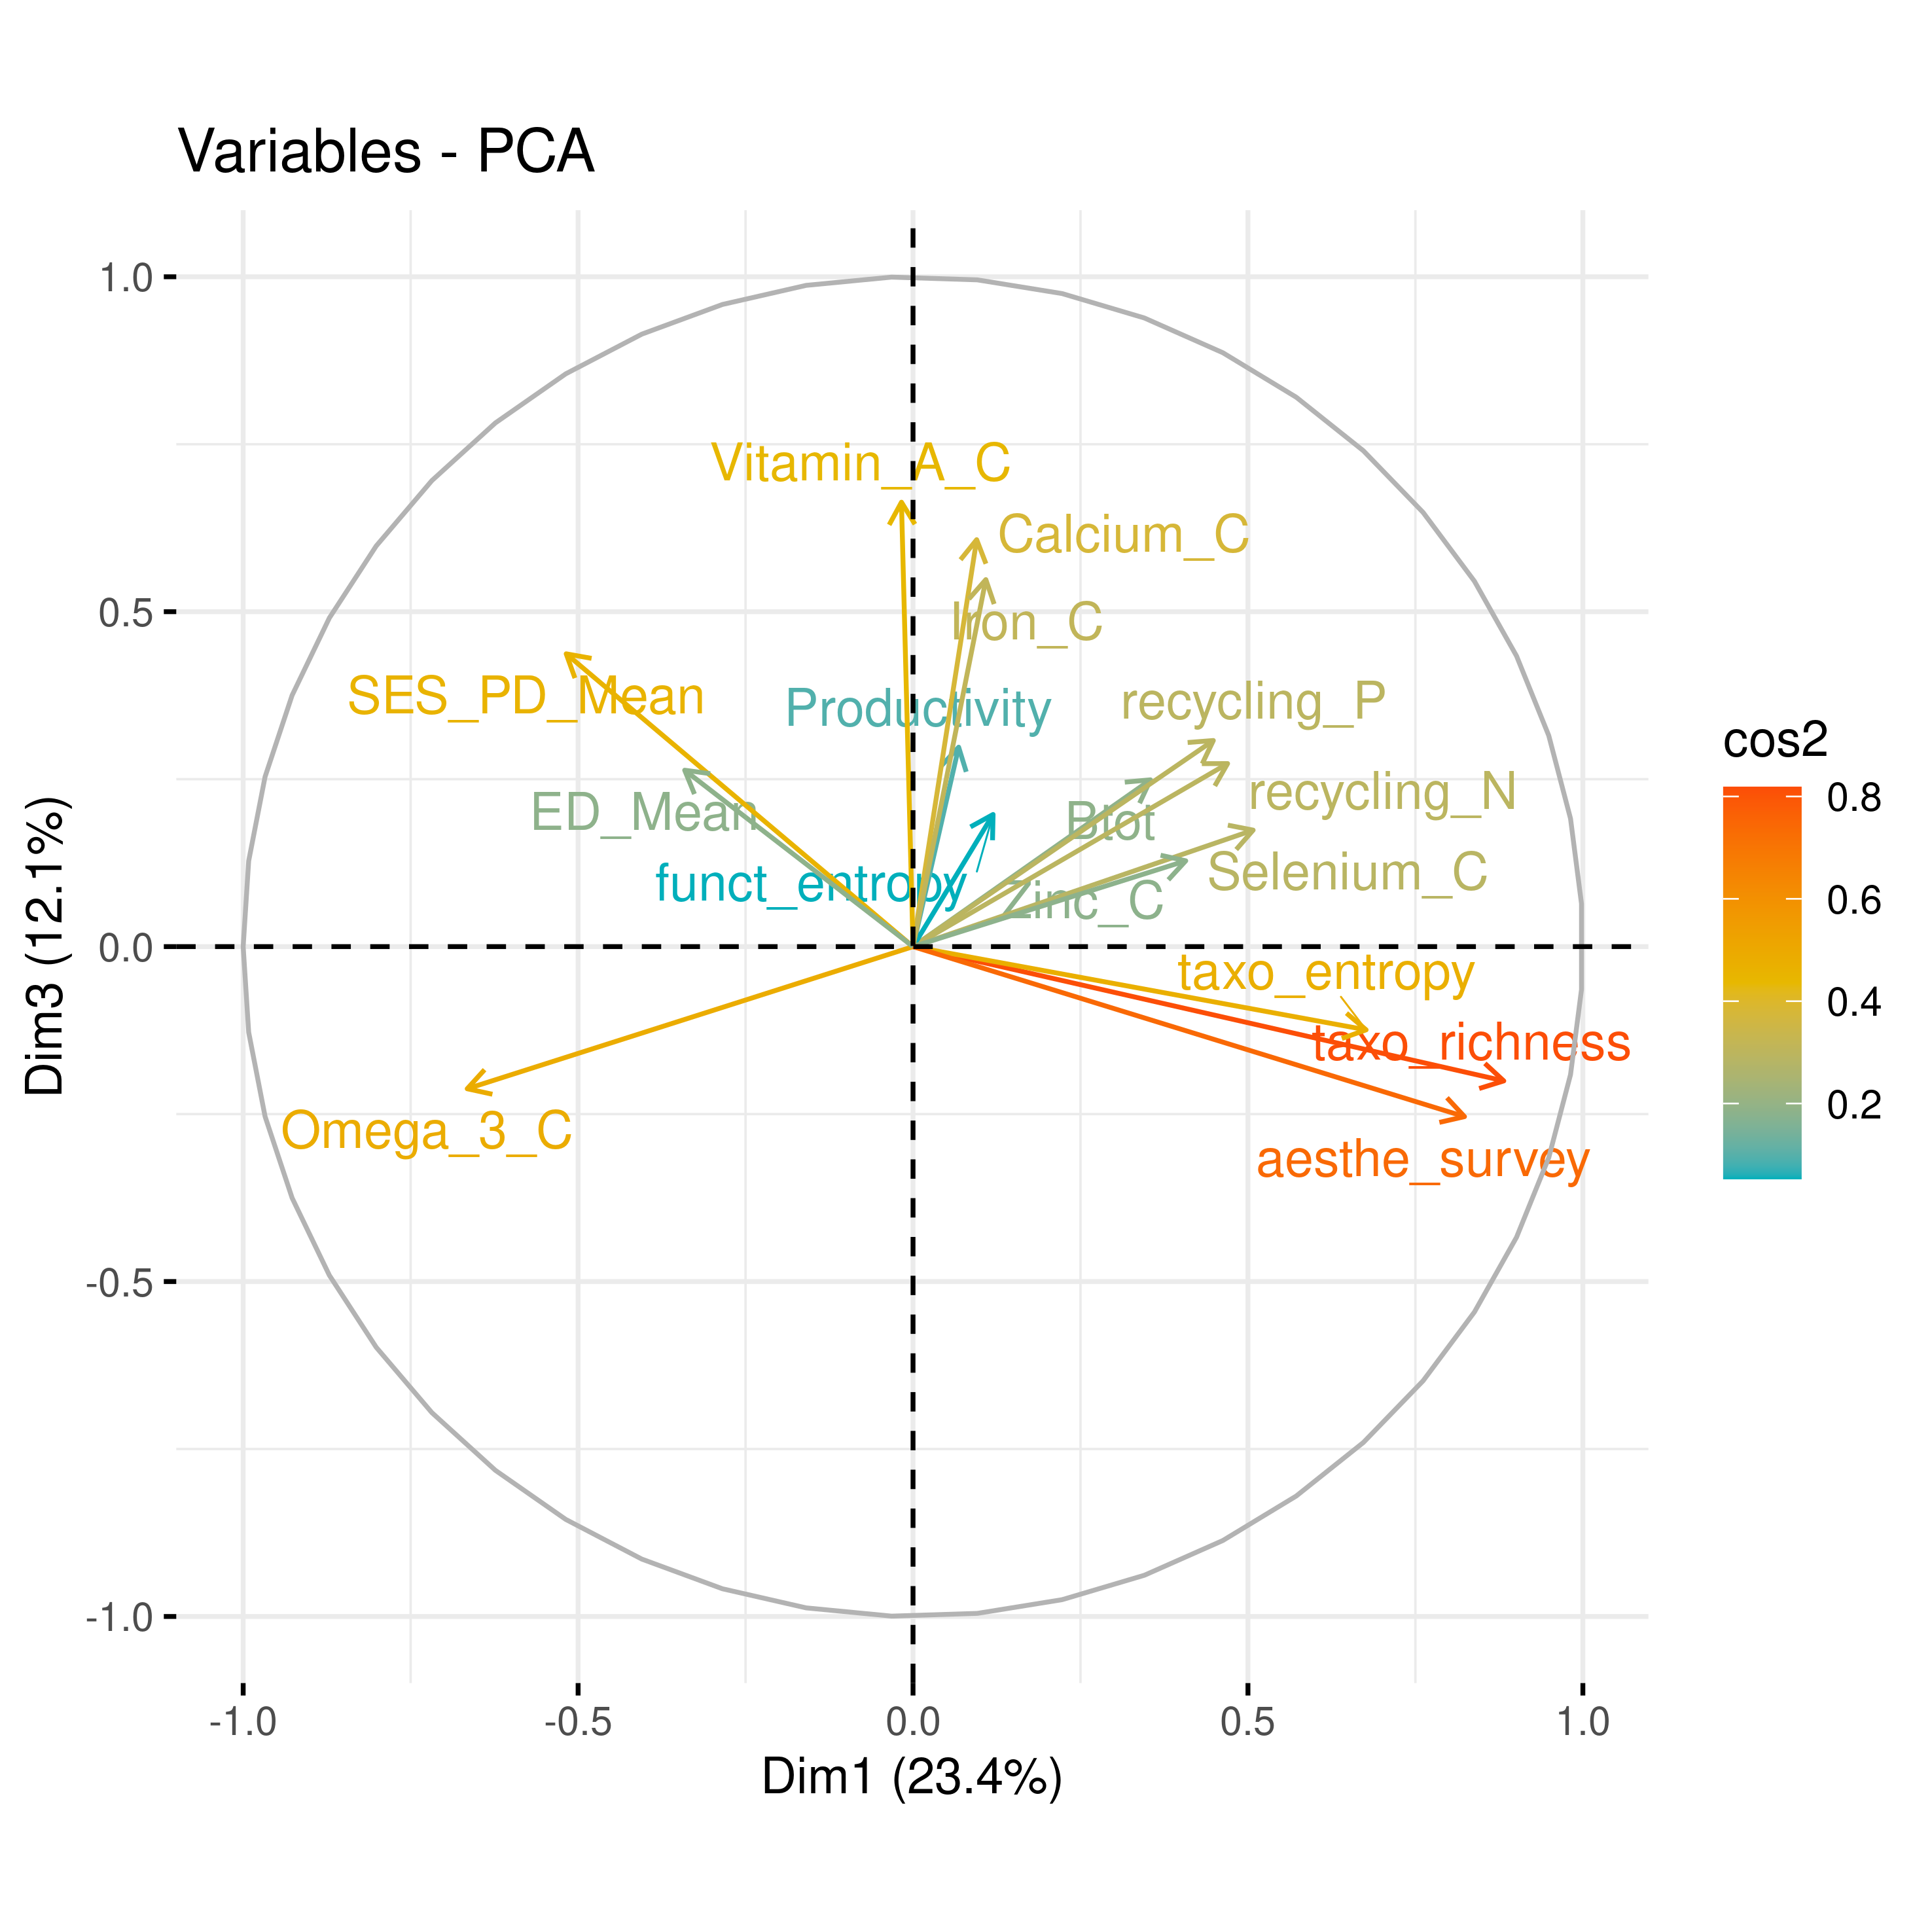 Variables - PCA
Dim3 (12.1%)
1.0
0.5
0.0
-0.5
-1.0
Vitamin_A_C
Calcium_C
Iron_C
SES_PD_Mean
Productivity
recycling_P
ED_Mean
Btot
recycling_N
funct_entropy
Zinc_C
Selenium_C
taxo_entropy
taxo_richness
Omega_3_C
aesthe_survey
-1.0
-0.5
0.0
0.5
1.0
Dim1 (23.4%)
cos2
0.8
0.6
0.4
0.2